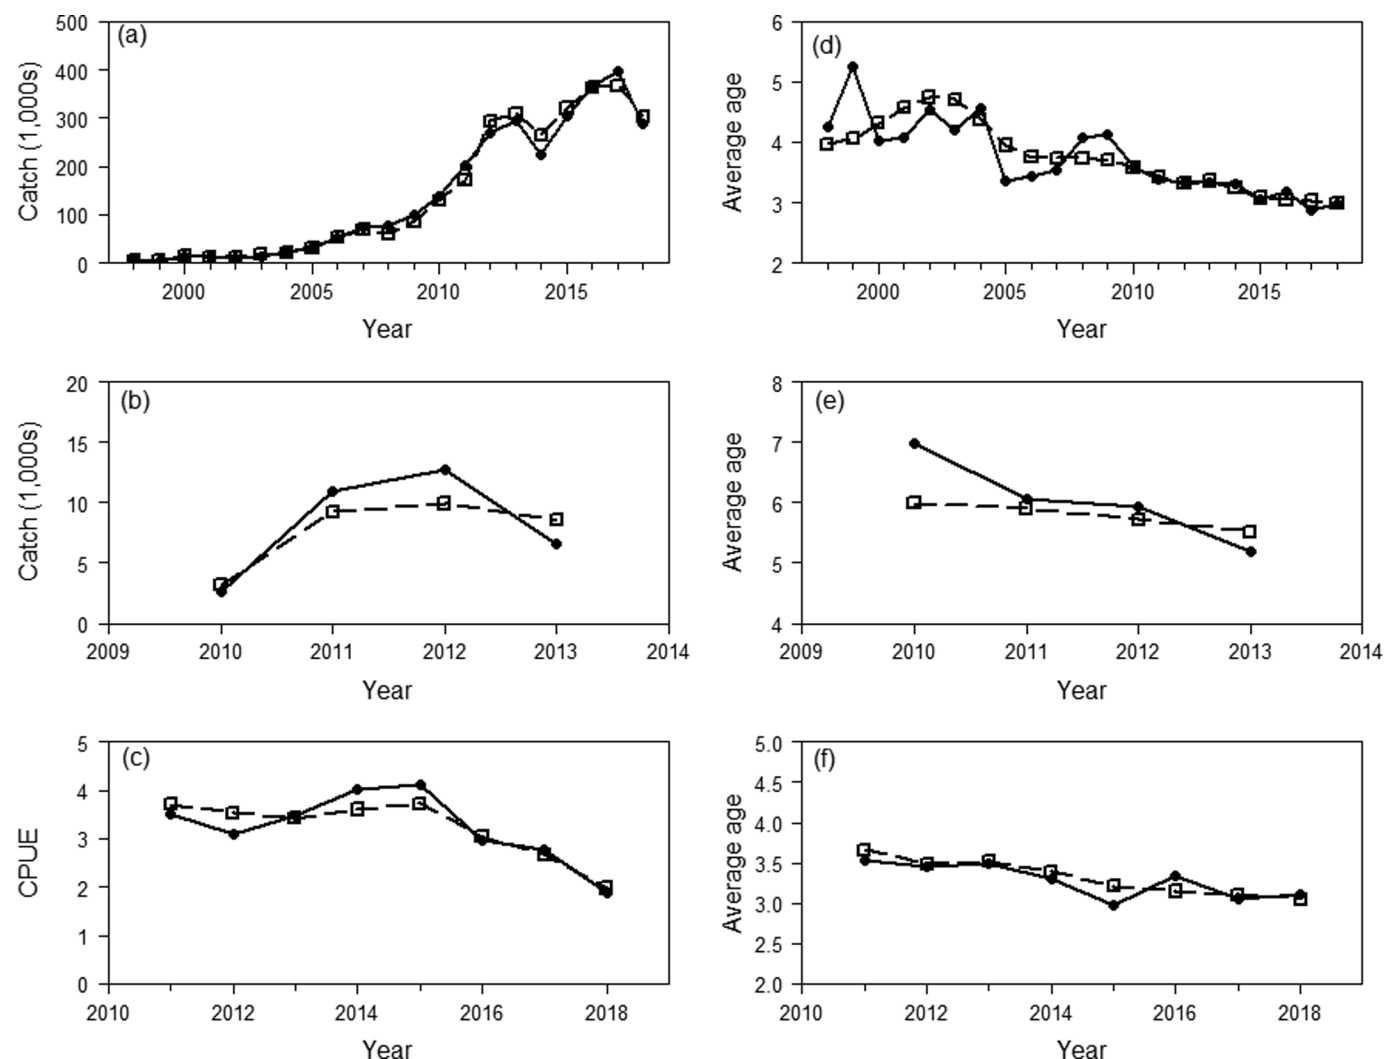 (a)
Catch (1,000s)
500
400
300
200
100
0
2000 2005 2010 2015
Year
(d)
Average age
6
5
4
3
2
2000 2005 2010 2015
Year
(b)
Catch (1,000s)
20
15
10
5
0
2009 2010 2011 2012 2013 2014
Year
(e)
Average age
8
7
6
5
4
2009 2010 2011 2012 2013 2014
Year
(c)
CPUE
5
4
3
2
1
0
2010 2012 2014 2016 2018
Year
(f)
Average age
5.0
4.5
4.0
3.5
3.0
2.5
2.0
2010 2012 2014 2016 2018
Year